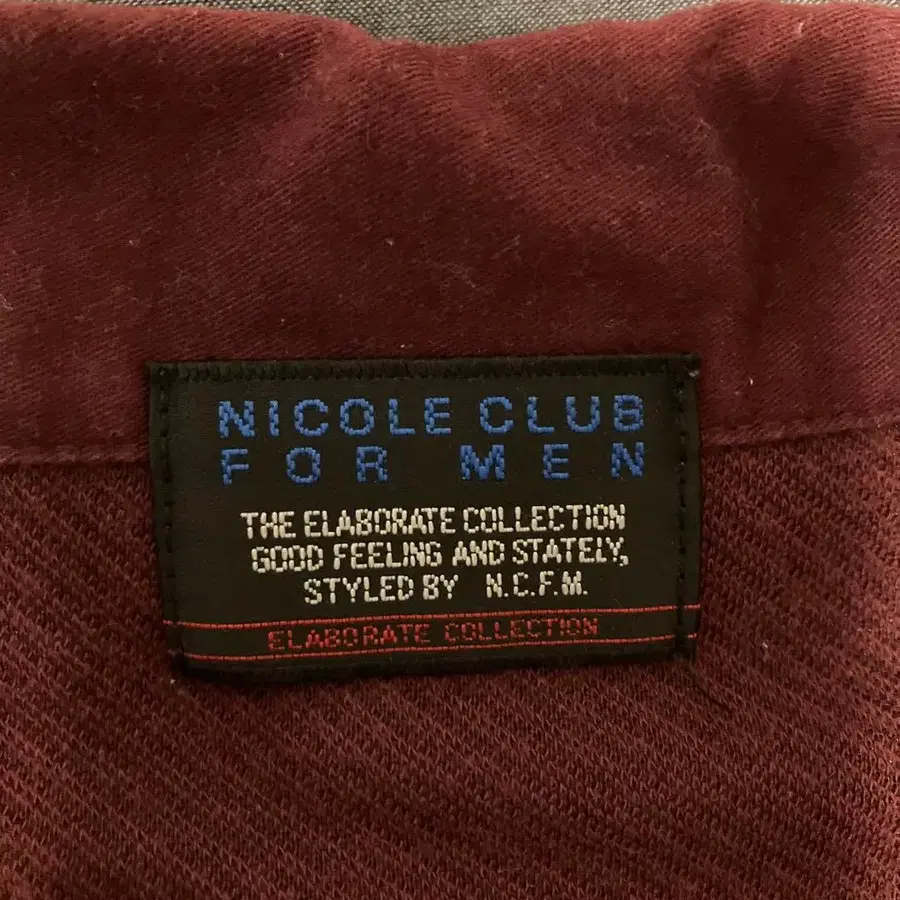 NICOLE CLUB
FOR MEN
THE ELABORATE COLLECTION
GOOD FEELING AND STATELY,
STYLED BY N.C.F.M.
ELABORATE COLLECTION